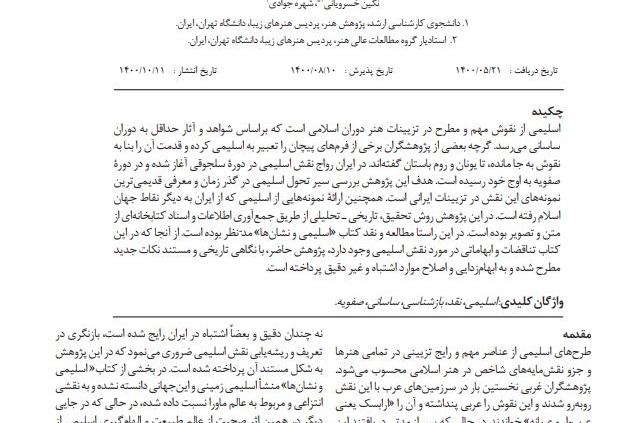 نگین خسروبانی*، شهره جوادی
۱. دانشجوی کارشناسی ارشد، پژوهش هنر، پردیس هنرهای زیبا، دانشگاه تهران، ایران.
۲. استادیار گروه مطالعات عالی هنر، پردیس هنرهای زیبا، دانشگاه تهران، ایران.
تاریخ دریافت : ۱۴۰۰/۰۵/۲۱ تاریخ پذیرش : ۱۴۰۰/۰۸/۱۰ تاریخ انتشار : ۱۴۰۰/۱۰/۱۱
چکیده
اسلیمی از نقوش مهم و مطرح در تزیینات هنر دوران اسلامی است که براساس شواهد و آثار حداقل به دوران
ساسانی می‌رسد. گرچه بعضی از پژوهشگران برخی از فرم‌های پیچان را تعبیر به اسلیمی کرده و قدمت آن را بنا به
نقوش به جا مانده، تا یونان و روم باستان گفته‌اند. در ایران رواج نقش اسلیمی در دورۀ سلجوقی آغاز شده و در دورۀ
صفویه به اوج خود رسیده است. هدف این پژوهش بررسی سیر تحول اسلیمی در گذر زمان و معرفی قدیمی‌ترین
نمونه‌های این نقش در تزیینات ایرانی است. همچنین ارائۀ نمونه‌هایی از اسلیمی که از ایران به دیگر نقاط جهان
اسلام رفته است. در این پژوهش روش تحقیق، تاریخی ـ تحلیلی از طریق جمع‌آوری اطلاعات و اسناد کتابخانه‌ای از
متن و تصویر بوده است. در این راستا مطالعه و نقد کتاب «اسلیمی و نشان‌ها» مدنظر بوده است. از آنجا که در این
کتاب تناقضات و ابهاماتی در مورد نقش اسلیمی وجود دارد، پژوهش حاضر، با نگاهی تاریخی و مستند نکات جدید
مطرح شده و به ابهام‌زدایی و اصلاح موارد اشتباه و غیر دقیق پرداخته است.
واژگان کلیدی: اسلیمی، نقد، بازشناسی، ساسانی، صفویه.
مقدمه
طرح‌های اسلیمی از عناصر مهم و رایج تزیینی در تمامی هنرها
و جزو نقش‌مایه‌های شاخص در هنر اسلامی محسوب می‌شود.
پژوهشگران غربی نخستین بار در سرزمین‌های عرب با این نقش
روبه‌رو شدند و این نقوش را عربی پنداشته و آن را «آرابسک یعنی
نه چندان دقیق و بعضاً اشتباه در ایران رایج شده است، بازنگری در
تعریف و ریشه‌یابی نقش اسلیمی ضروری می‌نمود که در این پژوهش
به شکل مستند آن پرداخته شده است. در بخشی از کتاب «اسلیمی
و نشان‌ها» منشأ اسلیمی زمینی و این‌جهانی دانسته نشده و به نقشی
انتزاعی و مربوط به عالم ماورا نسبت داده شده، در حالی که در جایی
دیگر در همین اثر صحبت از عالم طبیعت و الهام‌گیری اسلیمی از